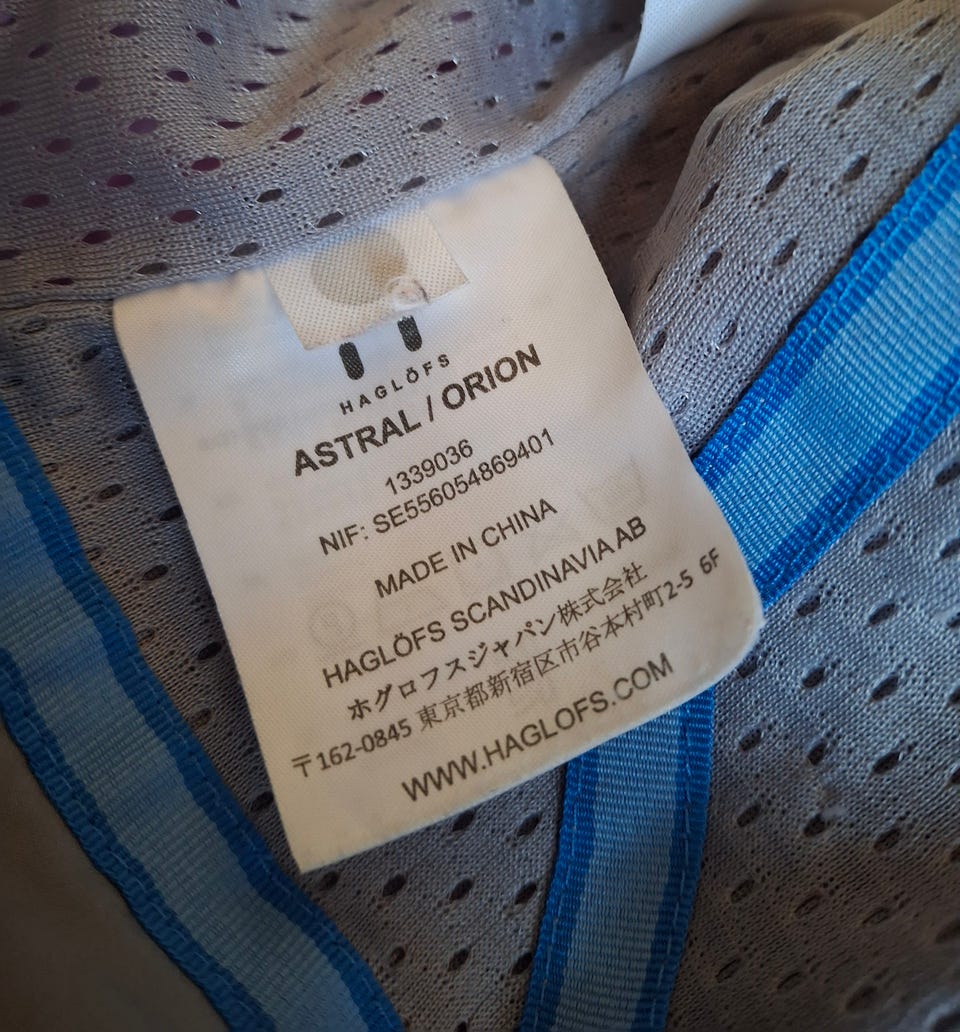 HAGLÖFS
ASTRAL / ORION
1339036
NIF: SE556054869401
MADE IN CHINA
HAGLÖFS SCANDINAVIA AB
ホグロフスジャパン株式会社
〒162-0845 東京都新宿区市谷本村町2-5 6F
WWW.HAGLOFS.COM